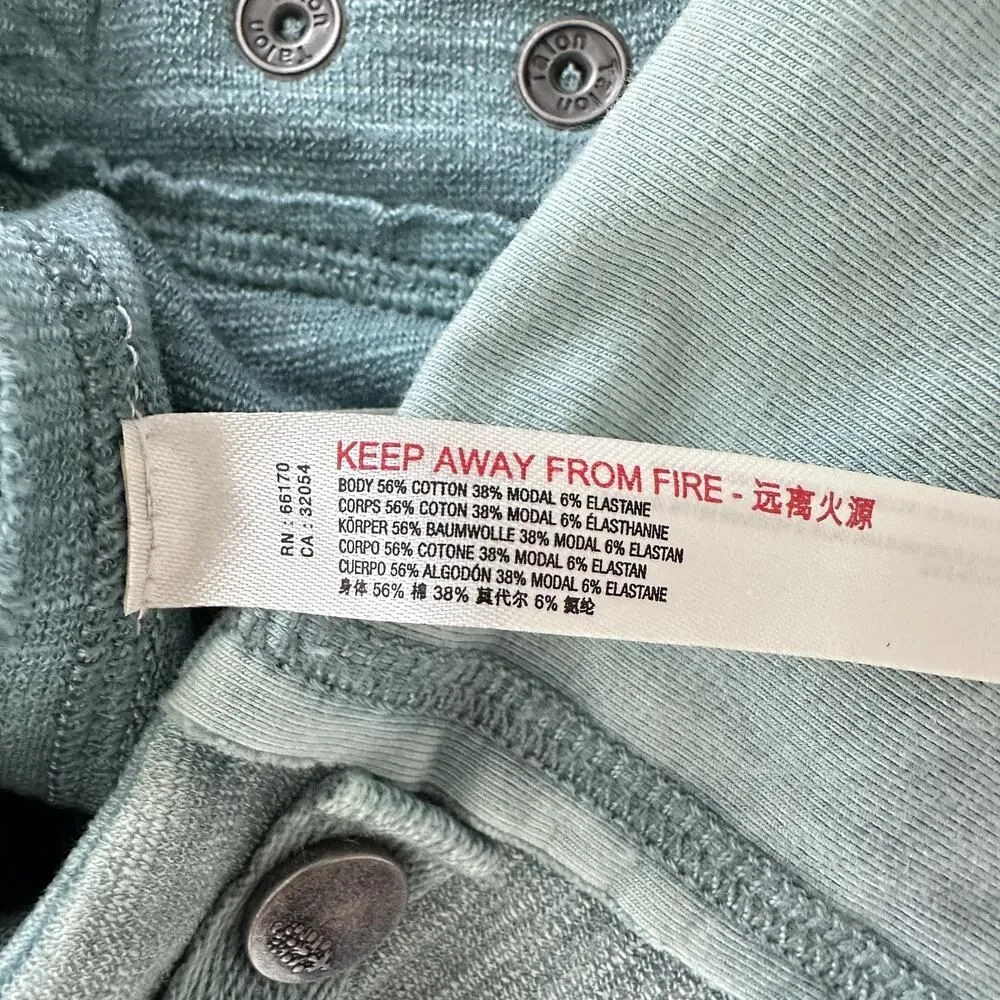 Talon
Talon Talon
RN : 66170
CA : 32054
KEEP AWAY FROM FIRE - 远离火源
BODY 56% COTTON 38% MODAL 6% ELASTANE
CORPS 56% COTON 38% MODAL 6% ÉLASTHANNE
KÖRPER 56% BAUMWOLLE 38% MODAL 6% ELASTAN
CORPO 56% COTONE 38% MODAL 6% ELASTAN
CUERPO 56% ALGODÓN 38% MODAL 6% ELASTANE
身体 56% 棉 38% 莫代尔 6% 氨纶